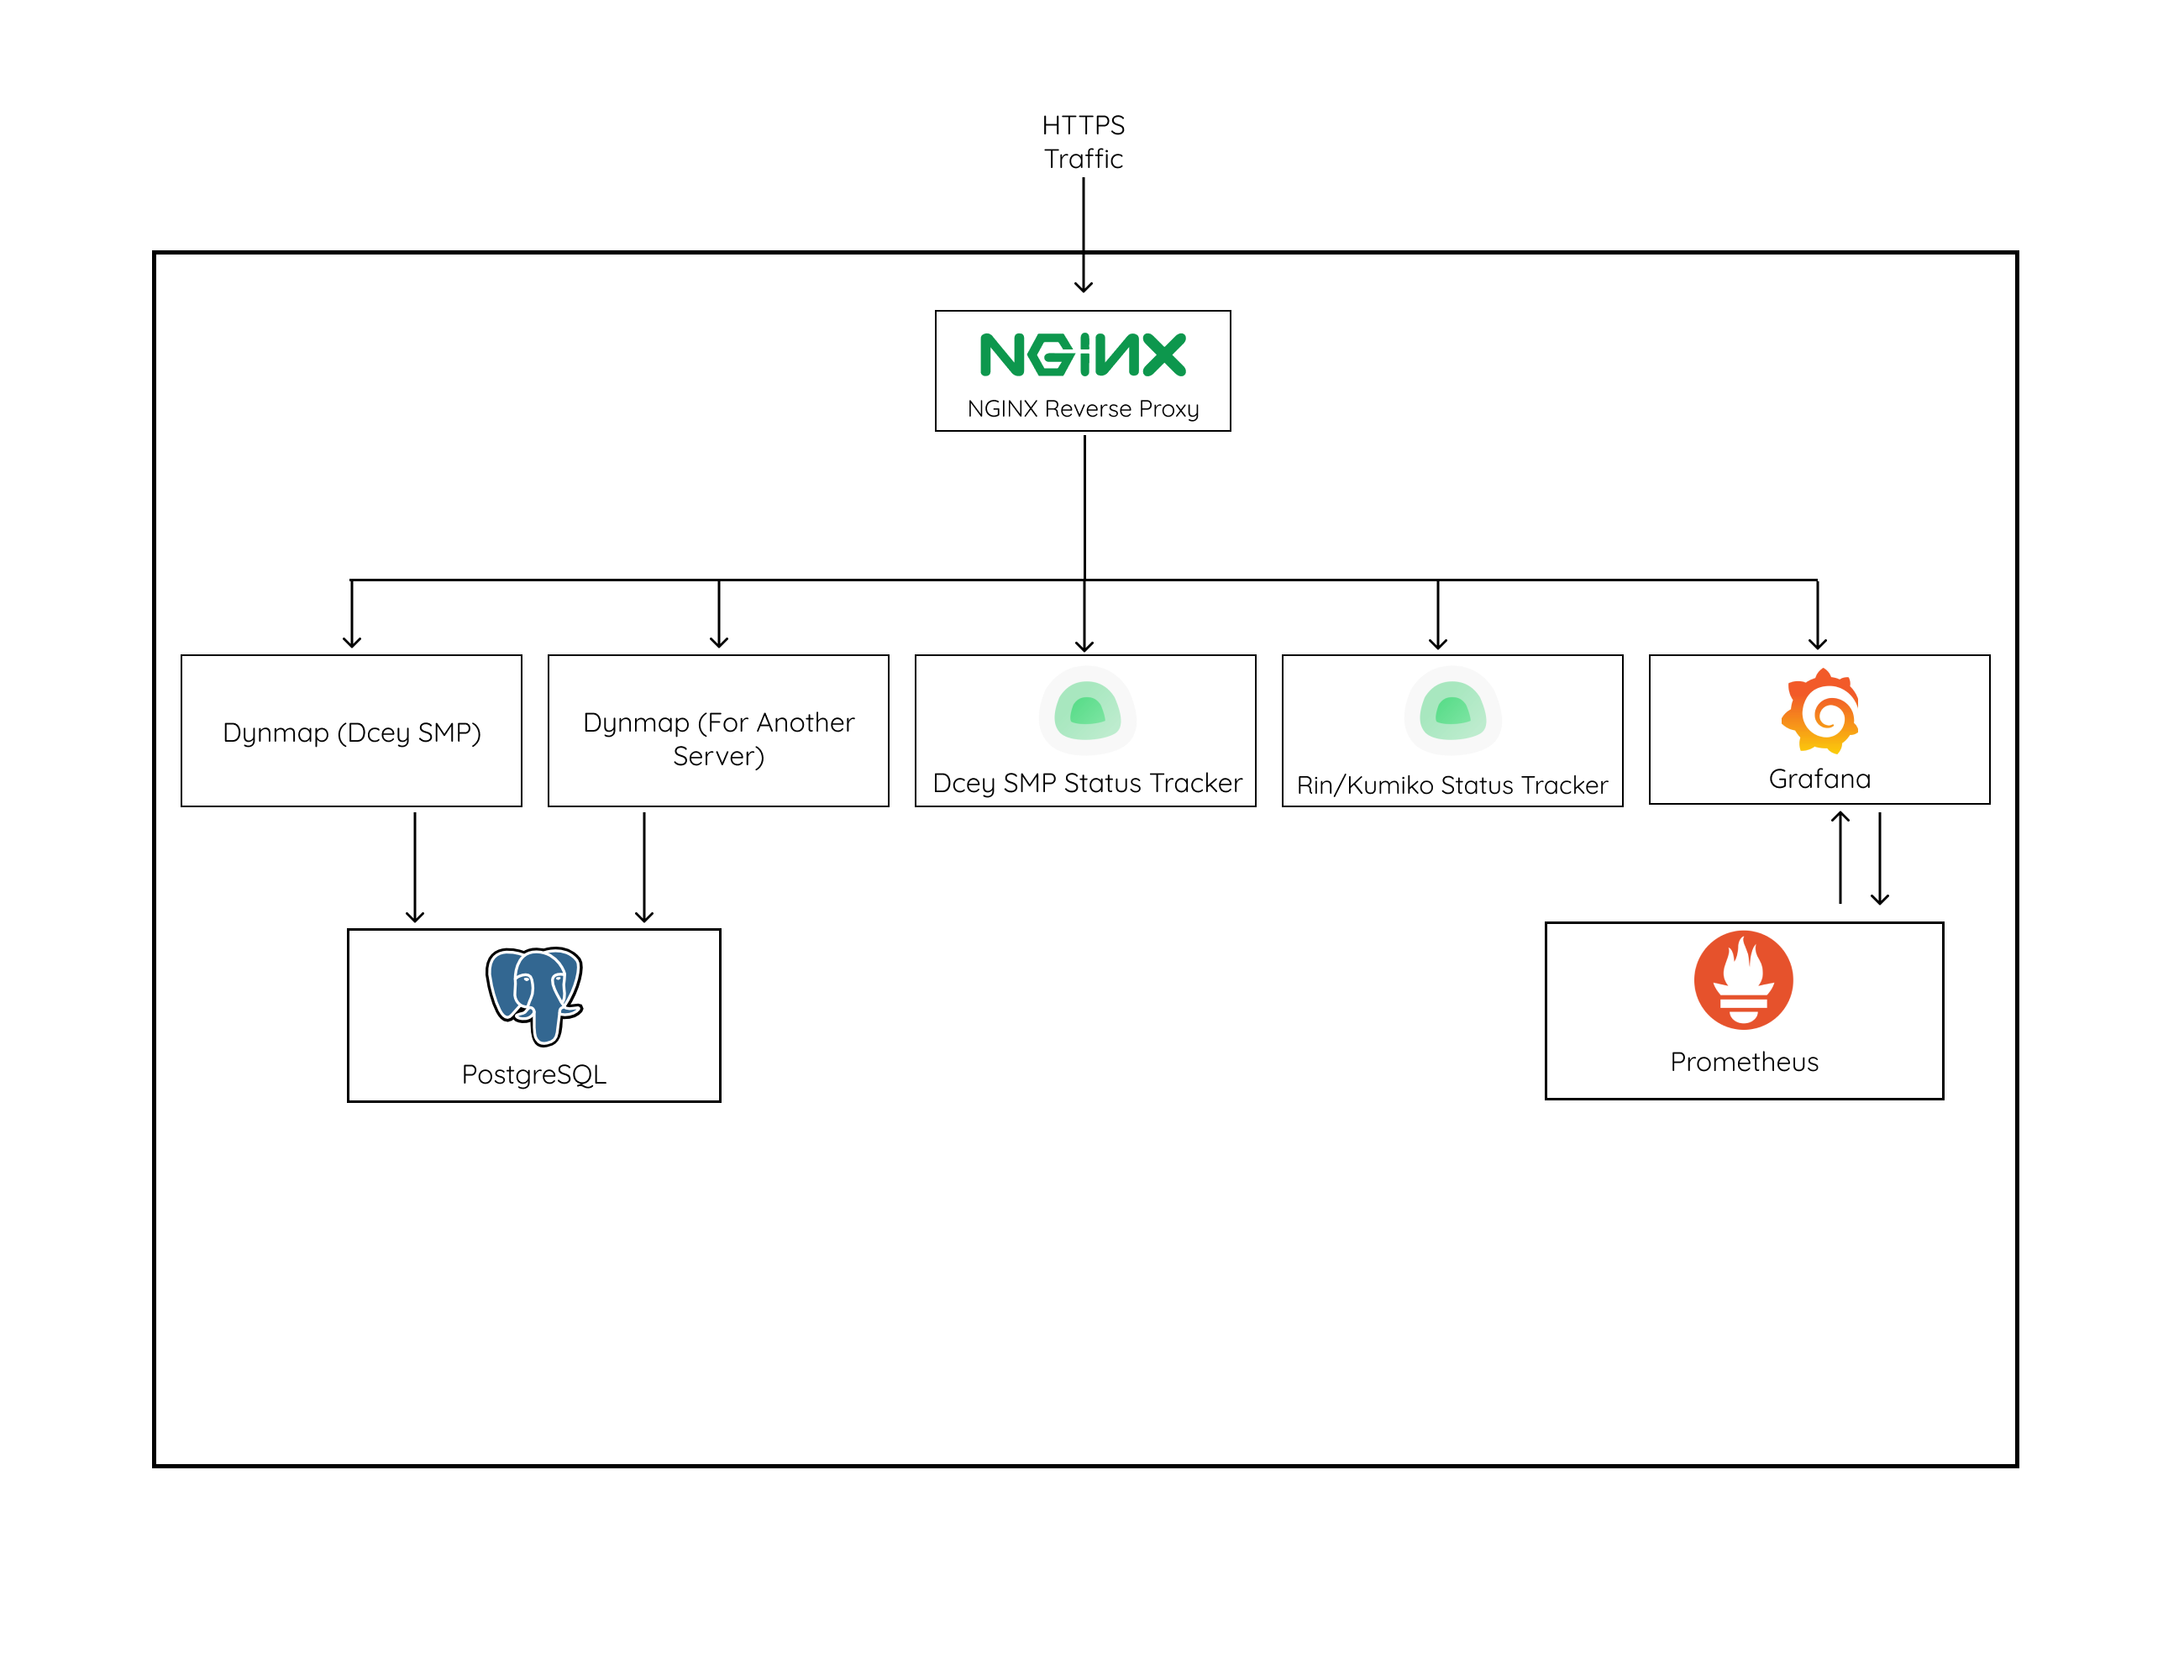 HTTPS
Traffic
NGINX
NGINX Reverse Proxy
Dynmap (Dcey SMP)
Dynmap (For Another
Server)
Dcey SMP Status Tracker
Rin/Kumiko Status Tracker
Grafana
PostgreSQL
Prometheus